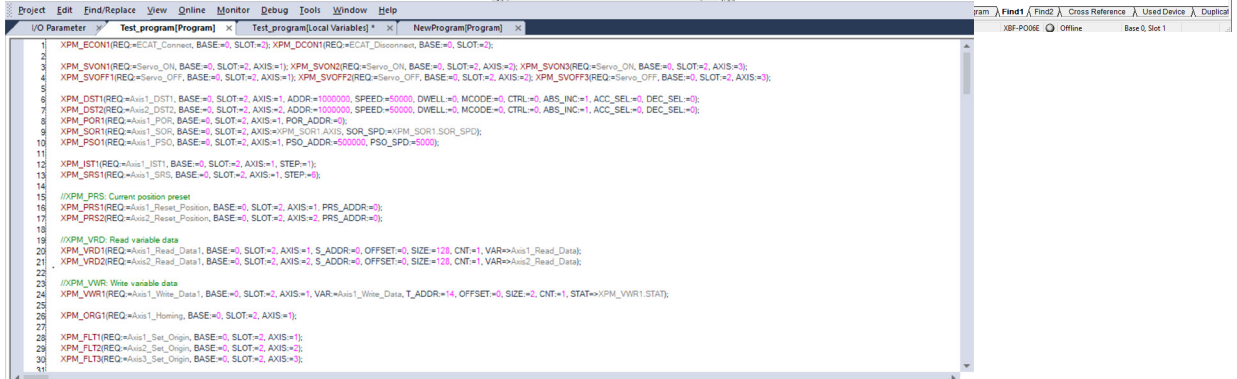 Project Edit Find/Replace View Online Monitor Debug Tools Window Help
I/O Parameter × Test_program[Program] × Test_program[Local Variables] * × NewProgram[Program] ×
1 XPM_ECON1(REQ:=ECAT_Connect, BASE:=0, SLOT:=2); XPM_DCON1(REQ:=ECAT_Disconnect, BASE:=0, SLOT:=2);
2
3 XPM_SVON1(REQ:=Servo_ON, BASE:=0, SLOT:=2, AXIS:=1); XPM_SVON2(REQ:=Servo_ON, BASE:=0, SLOT:=2, AXIS:=2); XPM_SVON3(REQ:=Servo_ON, BASE:=0, SLOT:=2, AXIS:=3);
4 XPM_SVOFF1(REQ:=Servo_OFF, BASE:=0, SLOT:=2, AXIS:=1); XPM_SVOFF2(REQ:=Servo_OFF, BASE:=0, SLOT:=2, AXIS:=2); XPM_SVOFF3(REQ:=Servo_OFF, BASE:=0, SLOT:=2, AXIS:=3);
5
6 XPM_DST1(REQ:=Axis1_DST1, BASE:=0, SLOT:=2, AXIS:=1, ADDR:=1000000, SPEED:=50000, DWELL:=0, MCODE:=0, CTRL:=0, ABS_INC:=1, ACC_SEL:=0, DEC_SEL:=0);
7 XPM_DST2(REQ:=Axis2_DST2, BASE:=0, SLOT:=2, AXIS:=2, ADDR:=1000000, SPEED:=50000, DWELL:=0, MCODE:=0, CTRL:=0, ABS_INC:=1, ACC_SEL:=0, DEC_SEL:=0);
8 XPM_POR1(REQ:=Axis1_POR, BASE:=0, SLOT:=2, AXIS:=1, POR_ADDR:=0);
9 XPM_SOR1(REQ:=Axis1_SOR, BASE:=0, SLOT:=2, AXIS:=XPM_SOR1.AXIS, SOR_SPD:=XPM_SOR1.SOR_SPD);
10 XPM_PSO1(REQ:=Axis1_PSO, BASE:=0, SLOT:=2, AXIS:=1, PSO_ADDR:=500000, PSO_SPD:=5000);
11
12 XPM_IST1(REQ:=Axis1_IST1, BASE:=0, SLOT:=2, AXIS:=1, STEP:=1);
13 XPM_SRS1(REQ:=Axis1_SRS, BASE:=0, SLOT:=2, AXIS:=1, STEP:=6);
14
15 //XPM_PRS: Current position preset
16 XPM_PRS1(REQ:=Axis1_Reset_Position, BASE:=0, SLOT:=2, AXIS:=1, PRS_ADDR:=0);
17 XPM_PRS2(REQ:=Axis2_Reset_Position, BASE:=0, SLOT:=2, AXIS:=2, PRS_ADDR:=0);
18
19 //XPM_VRD: Read variable data
20 XPM_VRD1(REQ:=Axis1_Read_Data1, BASE:=0, SLOT:=2, AXIS:=1, S_ADDR:=0, OFFSET:=0, SIZE:=128, CNT:=1, VAR=>Axis1_Read_Data);
21 XPM_VRD2(REQ:=Axis2_Read_Data1, BASE:=0, SLOT:=2, AXIS:=2, S_ADDR:=0, OFFSET:=0, SIZE:=128, CNT:=1, VAR=>Axis2_Read_Data);
22
23 //XPM_VWR: Write variable data
24 XPM_VWR1(REQ:=Axis1_Write_Data1, BASE:=0, SLOT:=2, AXIS:=1, VAR:=Axis1_Write_Data, T_ADDR:=14, OFFSET:=0, SIZE:=2, CNT:=1, STAT=>XPM_VWR1.STAT);
25
26 XPM_ORG1(REQ:=Axis1_Homing, BASE:=0, SLOT:=2, AXIS:=1);
27
28 XPM_FLT1(REQ:=Axis1_Set_Origin, BASE:=0, SLOT:=2, AXIS:=1);
29 XPM_FLT2(REQ:=Axis2_Set_Origin, BASE:=0, SLOT:=2, AXIS:=2);
30 XPM_FLT3(REQ:=Axis3_Set_Origin, BASE:=0, SLOT:=2, AXIS:=3);
31
gram Find1 Find2 Cross Reference Used Device Duplicat
XBF-PO06E Offline Base 0, Slot 1